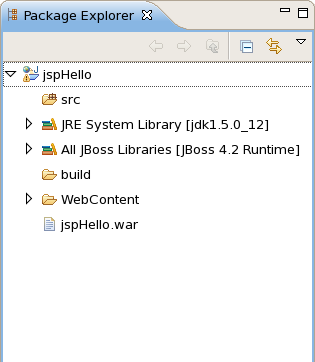 Package Explorer
jspHello
src
JRE System Library [jdk1.5.0_12]
All JBoss Libraries [JBoss 4.2 Runtime]
build
WebContent
jspHello.war